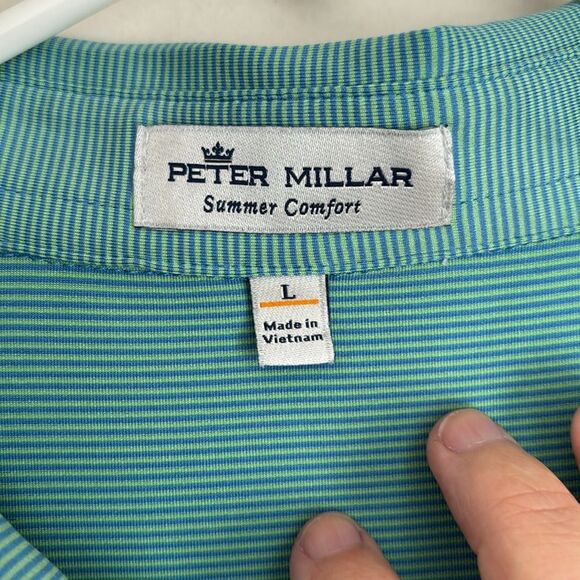 PETER MILLAR
Summer Comfort
L
Made in
Vietnam